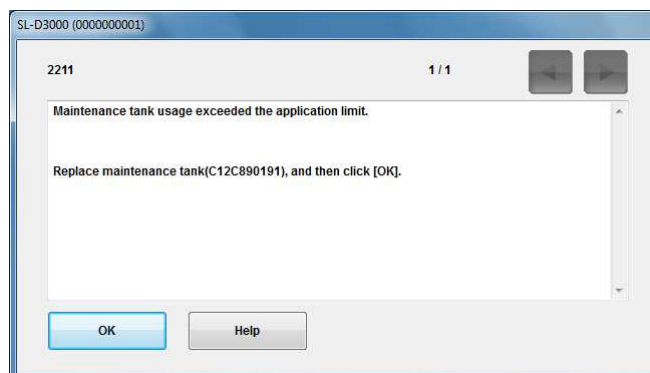 SL-D3000 (0000000001)
2211 1 / 1
Maintenance tank usage exceeded the application limit.
Replace maintenance tank(C12C890191), and then click [OK].
OK Help